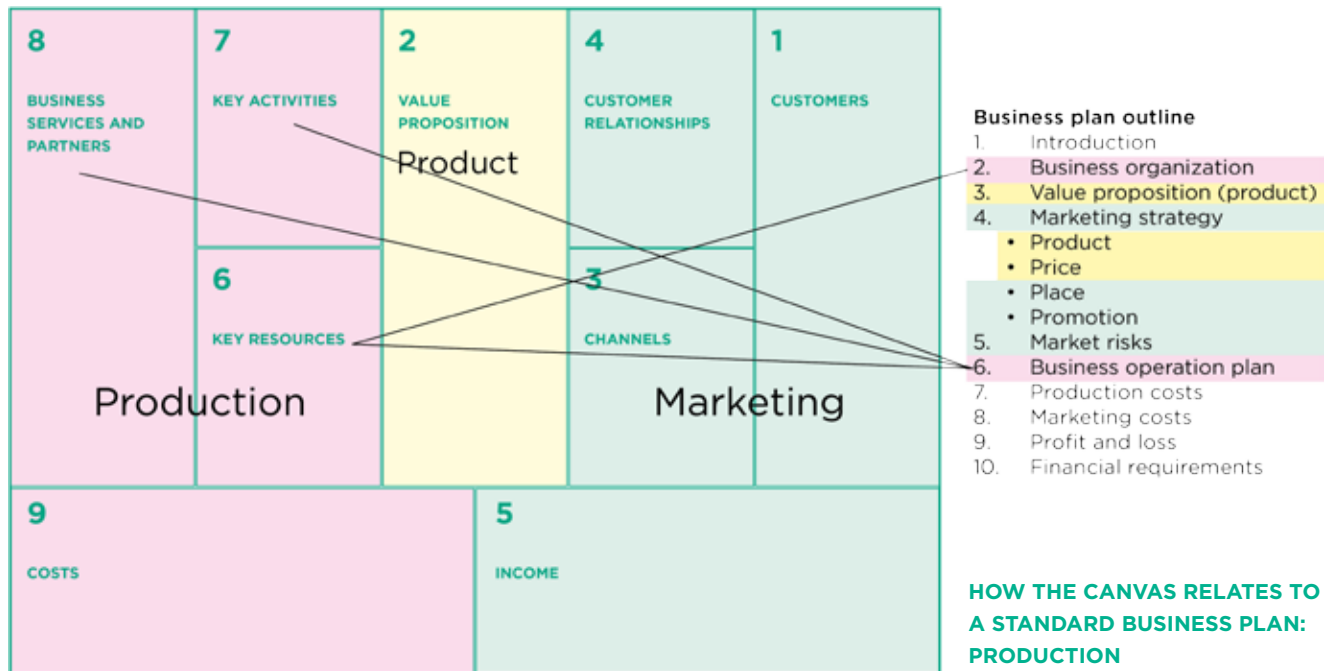 8
BUSINESS
SERVICES AND
PARTNERS
7
KEY ACTIVITIES
2
VALUE
PROPOSITION
Product
4
CUSTOMER
RELATIONSHIPS
1
CUSTOMERS
6
KEY RESOURCES
3
CHANNELS
Production
Marketing
9
COSTS
5
INCOME
Business plan outline
1. Introduction
2. Business organization
3. Value proposition (product)
4. Marketing strategy
• Product
• Price
• Place
• Promotion
5. Market risks
6. Business operation plan
7. Production costs
8. Marketing costs
9. Profit and loss
10. Financial requirements
HOW THE CANVAS RELATES TO
A STANDARD BUSINESS PLAN:
PRODUCTION